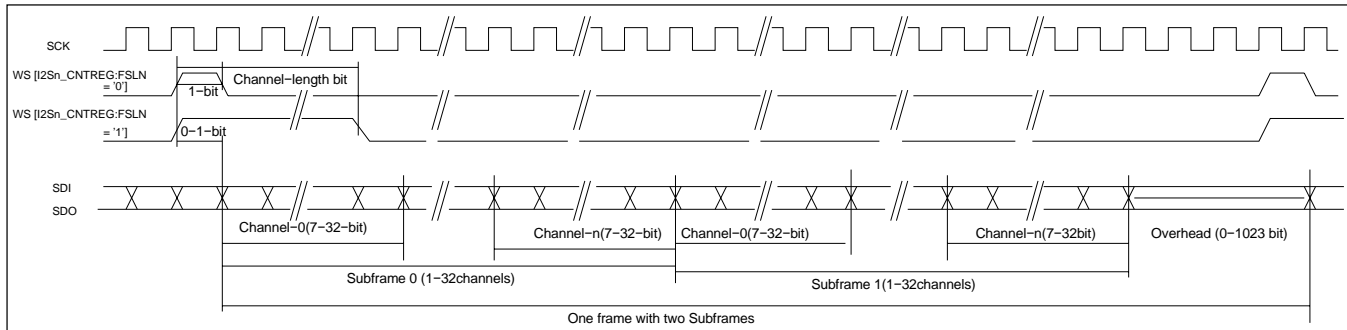 SCK
WS [I2Sn_CNTREG:FSLN
= '0']
Channel−length bit
1−bit
WS [I2Sn_CNTREG:FSLN
= '1']
0−1−bit
SDI
SDO
Channel−0(7−32−bit)
Channel−n(7−32−bit)
Channel−0(7−32−bit)
Channel−n(7−32bit)
Overhead (0−1023 bit)
Subframe 0 (1−32channels)
Subframe 1(1−32channels)
One frame with two Subframes